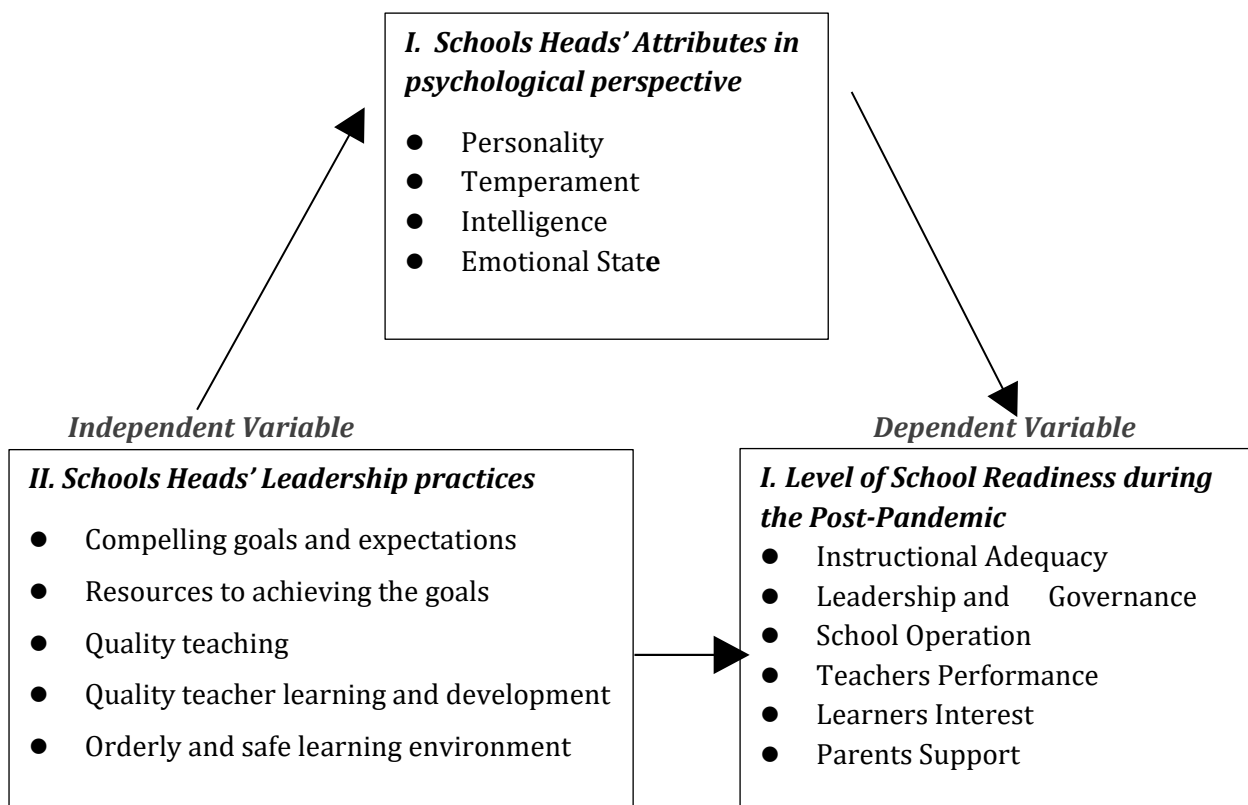 I. Schools Heads’ Attributes in
psychological perspective
● Personality
● Temperament
● Intelligence
● Emotional State
Independent Variable
II. Schools Heads’ Leadership practices
● Compelling goals and expectations
● Resources to achieving the goals
● Quality teaching
● Quality teacher learning and development
● Orderly and safe learning environment
Dependent Variable
I. Level of School Readiness during
the Post-Pandemic
● Instructional Adequacy
● Leadership and Governance
● School Operation
● Teachers Performance
● Learners Interest
● Parents Support